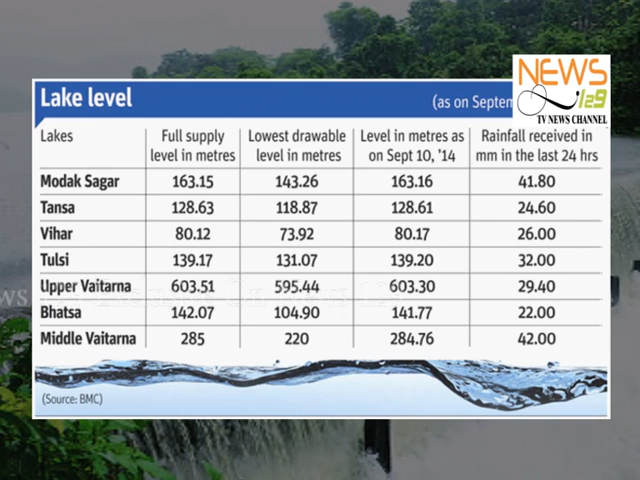 NEWS
129
TV NEWS CHANNEL
Lake level (as on Septem
Lakes Full supply level in metres Lowest drawable level in metres Level in metres as on Sept 10, '14 Rainfall received in mm in the last 24 hrs
Modak Sagar 163.15 143.26 163.16 41.80
Tansa 128.63 118.87 128.61 24.60
Vihar 80.12 73.92 80.17 26.00
Tulsi 139.17 131.07 139.20 32.00
Upper Vaitarna 603.51 595.44 603.30 29.40
Bhatsa 142.07 104.90 141.77 22.00
Middle Vaitarna 285 220 284.76 42.00
(Source: BMC)